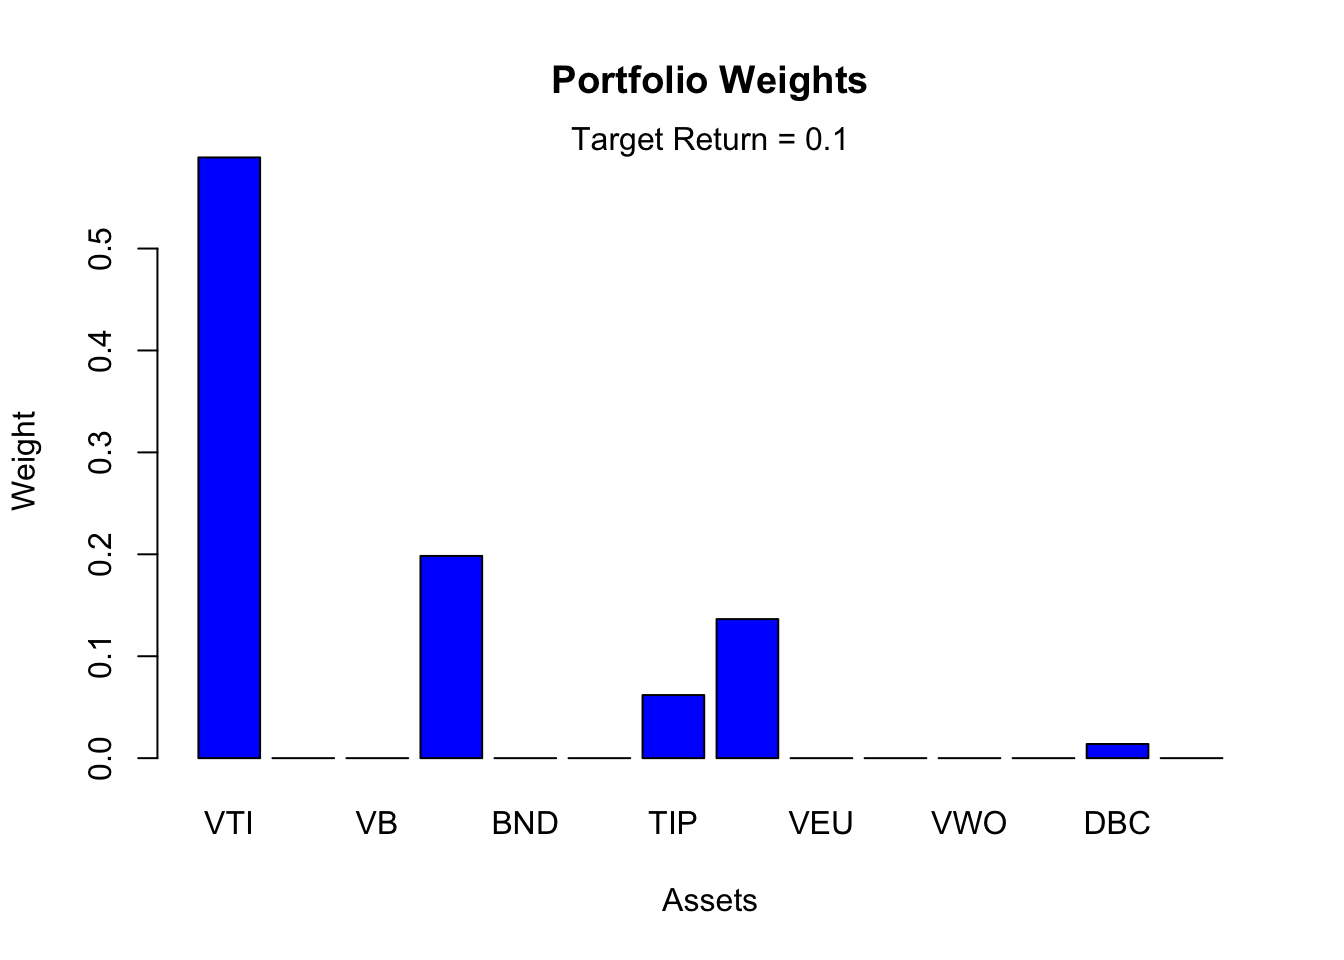 Portfolio Weights
Target Return = 0.1
Weight
0.5
0.4
0.3
0.2
0.1
0.0
VTI VB BND TIP VEU VWO DBC
Assets